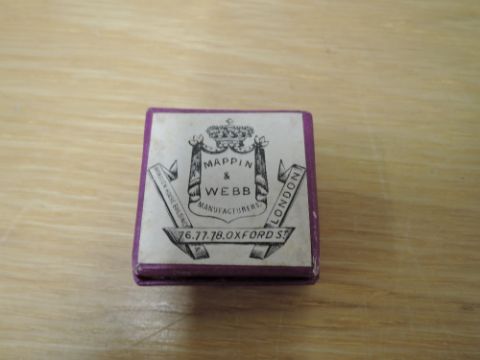 MAPPIN
&
WEBB
MANUFACTURERS.
76.77.78.OXFORD ST
LONDON